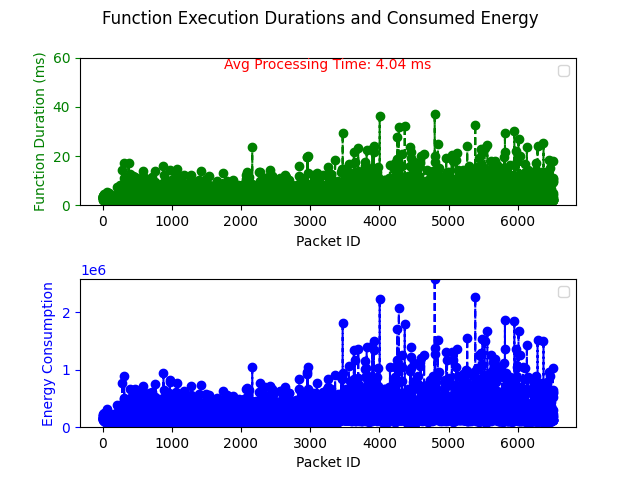 Function Execution Durations and Consumed Energy
Avg Processing Time: 4.04 ms
Function Duration (ms)
60
40
20
0
0 1000 2000 3000 4000 5000 6000
Packet ID
1e6
Energy Consumption
2
1
0
0 1000 2000 3000 4000 5000 6000
Packet ID